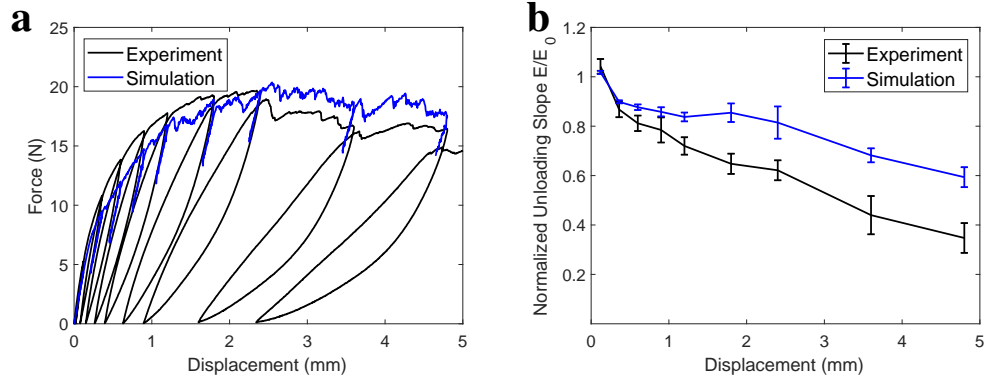 a
25
20
15
10
5
0
Force (N)
Experiment
Simulation
0 1 2 3 4 5
Displacement (mm)
b
1.2
1
0.8
0.6
0.4
0.2
Normalized Unloading Slope E/E_0
Experiment
Simulation
0 1 2 3 4 5
Displacement (mm)